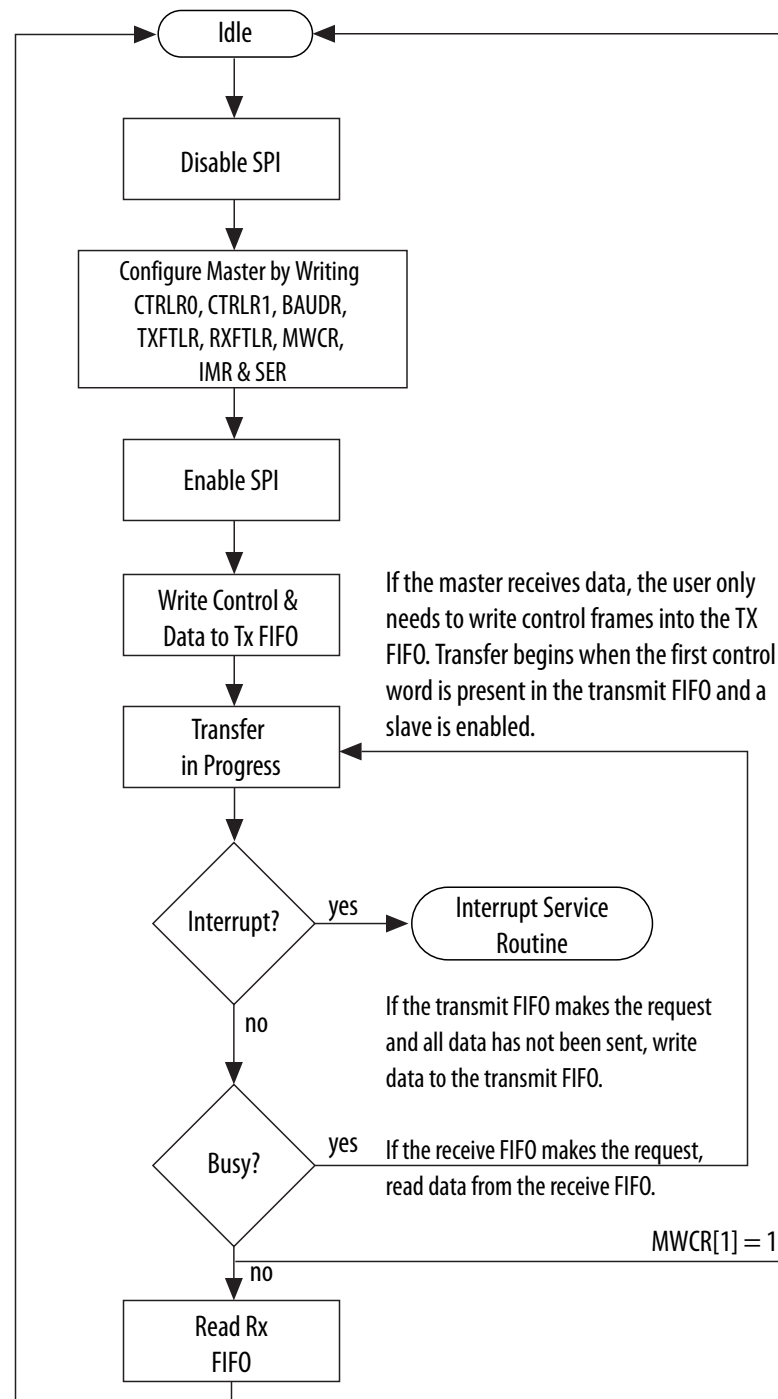 Idle
Disable SPI
Configure Master by Writing
CTRLR0, CTRLR1, BAUDR,
TXFTLR, RXFTLR, MWCR,
IMR & SER
Enable SPI
Write Control &
Data to Tx FIFO
If the master receives data, the user only
needs to write control frames into the TX
FIFO. Transfer begins when the first control
word is present in the transmit FIFO and a
slave is enabled.
Transfer
in Progress
Interrupt?
yes
Interrupt Service
Routine
no
If the transmit FIFO makes the request
and all data has not been sent, write
data to the transmit FIFO.
Busy?
yes
If the receive FIFO makes the request,
read data from the receive FIFO.
MWCR[1] = 1
no
Read Rx
FIFO